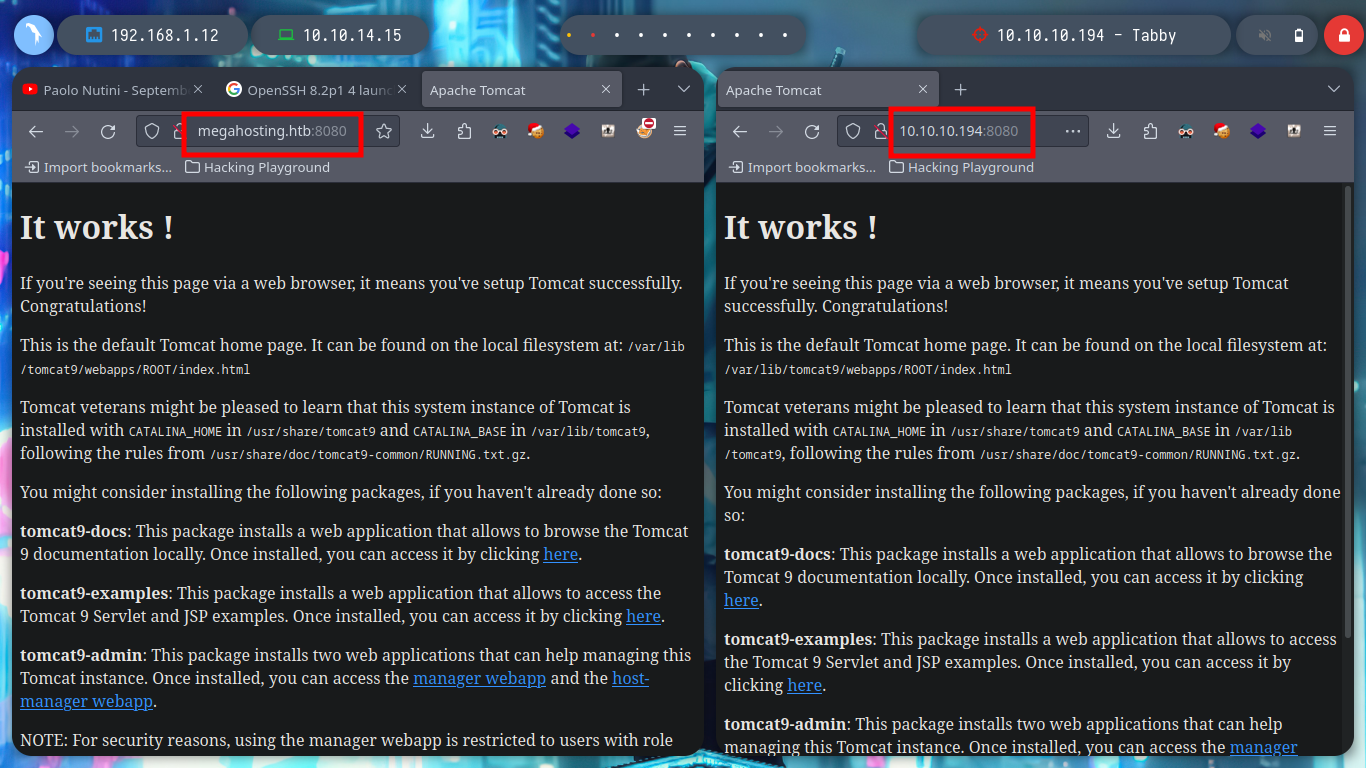 192.168.1.12
10.10.14.15
10.10.10.194 - Tabby
Paolo Nutini - Septemb
OpenSSH 8.2p1 4 laun
Apache Tomcat
megahosting.htb:8080
Import bookmarks...
Hacking Playground
It works !
If you're seeing this page via a web browser, it means you've setup Tomcat successfully.
Congratulations!
This is the default Tomcat home page. It can be found on the local filesystem at: /var/lib
/tomcat9/webapps/ROOT/index.html
Tomcat veterans might be pleased to learn that this system instance of Tomcat is
installed with CATALINA_HOME in /usr/share/tomcat9 and CATALINA_BASE in /var/lib/tomcat9,
following the rules from /usr/share/doc/tomcat9-common/RUNNING.txt.gz.
You might consider installing the following packages, if you haven't already done so:
tomcat9-docs: This package installs a web application that allows to browse the Tomcat
9 documentation locally. Once installed, you can access it by clicking here.
tomcat9-examples: This package installs a web application that allows to access the
Tomcat 9 Servlet and JSP examples. Once installed, you can access it by clicking here.
tomcat9-admin: This package installs two web applications that can help managing this
Tomcat instance. Once installed, you can access the manager webapp and the host-
manager webapp.
NOTE: For security reasons, using the manager webapp is restricted to users with role
Apache Tomcat
10.10.10.194:8080
Import bookmarks...
Hacking Playground
It works !
If you're seeing this page via a web browser, it means you've setup Tomcat
successfully. Congratulations!
This is the default Tomcat home page. It can be found on the local filesystem at:
/var/lib/tomcat9/webapps/ROOT/index.html
Tomcat veterans might be pleased to learn that this system instance of Tomcat is
installed with CATALINA_HOME in /usr/share/tomcat9 and CATALINA_BASE in /var/lib
/tomcat9, following the rules from /usr/share/doc/tomcat9-common/RUNNING.txt.gz.
You might consider installing the following packages, if you haven't already done
so:
tomcat9-docs: This package installs a web application that allows to browse the
Tomcat 9 documentation locally. Once installed, you can access it by clicking
here.
tomcat9-examples: This package installs a web application that allows to access
the Tomcat 9 Servlet and JSP examples. Once installed, you can access it by
clicking here.
tomcat9-admin: This package installs two web applications that can help
managing this Tomcat instance. Once installed, you can access the manager